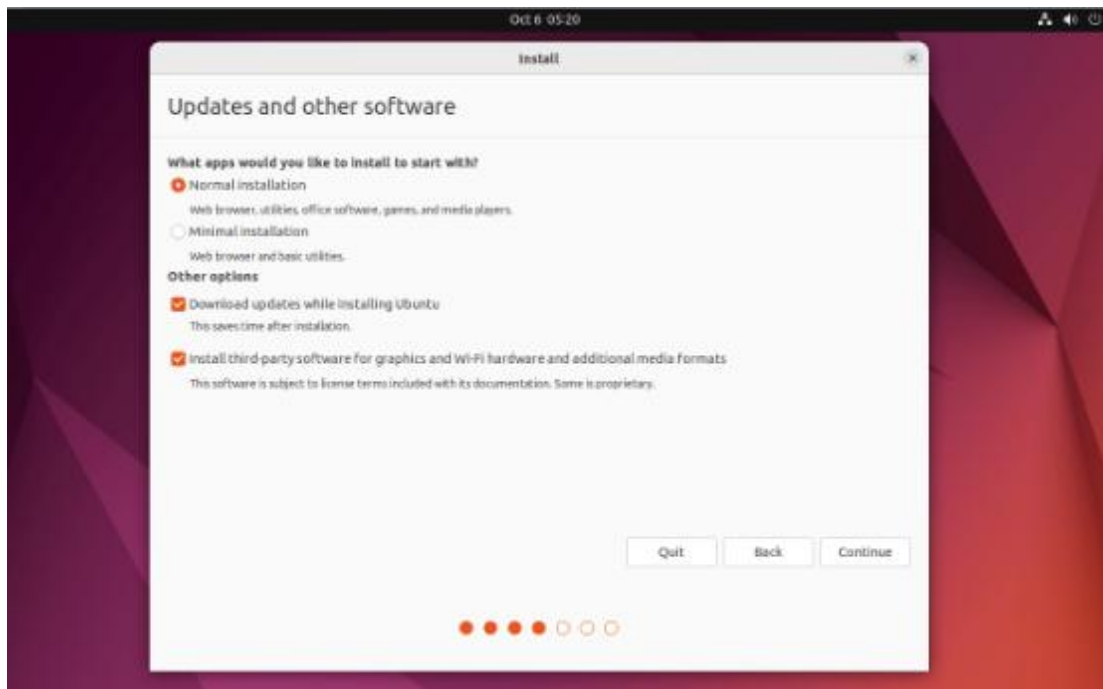 Oct 6 05:20
Install
Updates and other software
What apps would you like to install to start with?
Normal installation
Web browser, utilities, office software, games, and media players.
Minimal installation
Web browser and basic utilities.
Other options
Download updates while installing Ubuntu
This saves time after installation.
Install third-party software for graphics and Wi-Fi hardware and additional media formats
This software is subject to license terms included with its documentation. Some is proprietary.
Quit Back Continue